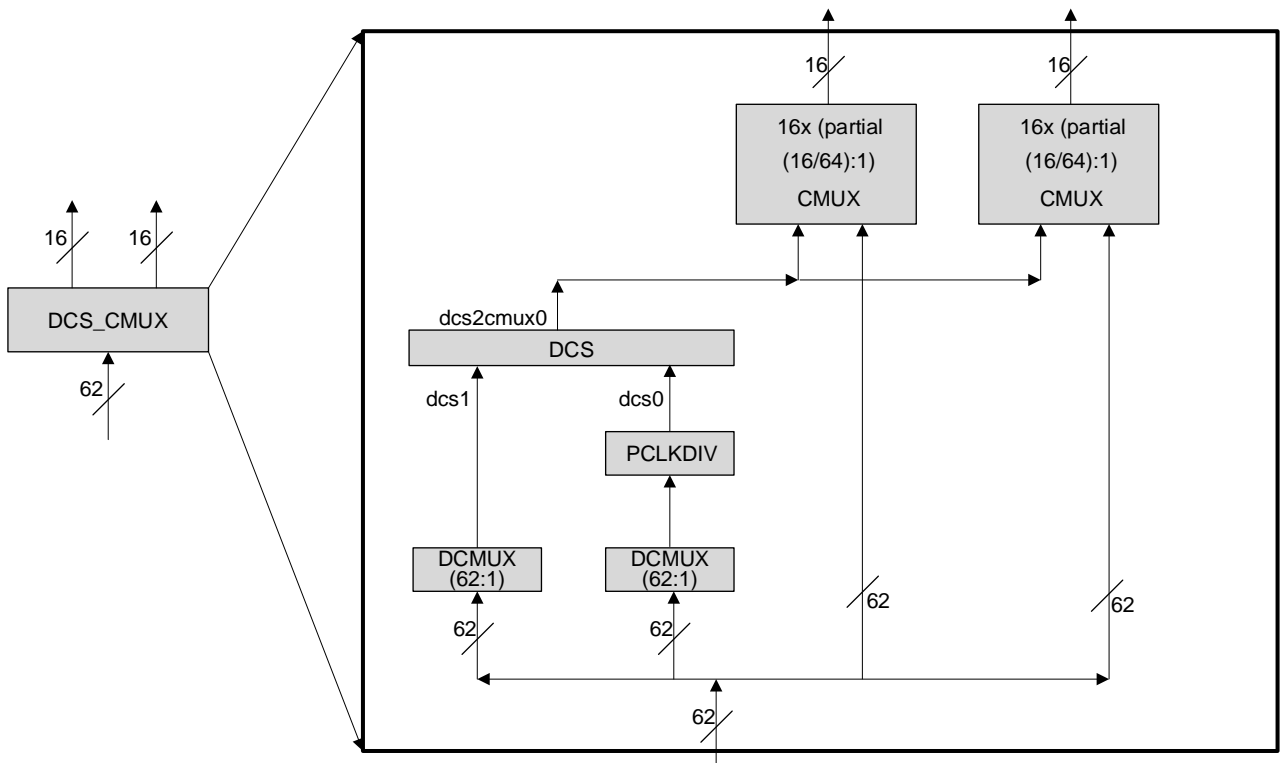 16
16
16x (partial
(16/64):1)
CMUX
16x (partial
(16/64):1)
CMUX
16
16
DCS_CMUX
62
dcs2cmux0
DCS
dcs1
dcs0
PCLKDIV
DCMUX
(62:1)
DCMUX
(62:1)
62
62
62
62
62